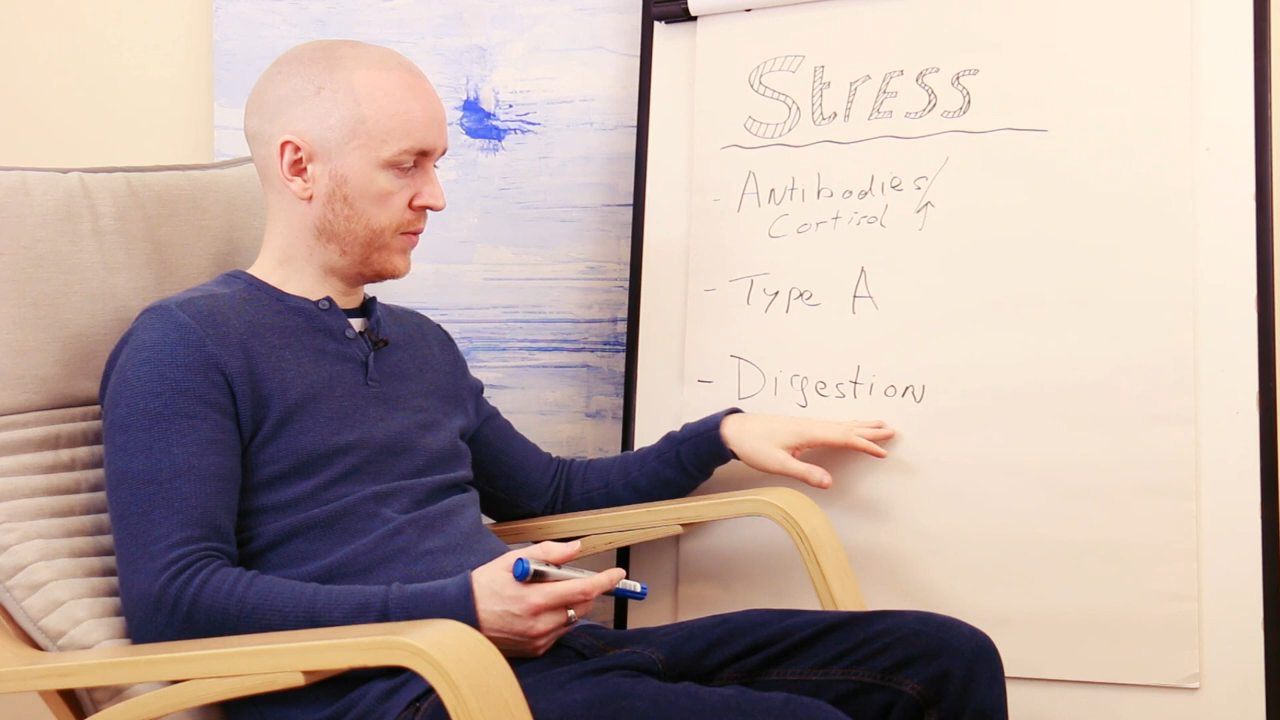 Stress
- Antibodies/
Cortisol ↑
- Type A
- Digestion